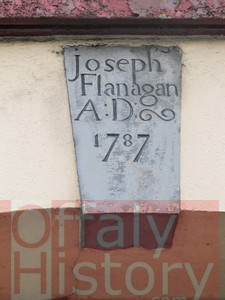 joseph
Flanagan
A:D:
1787
Offaly
History
.com